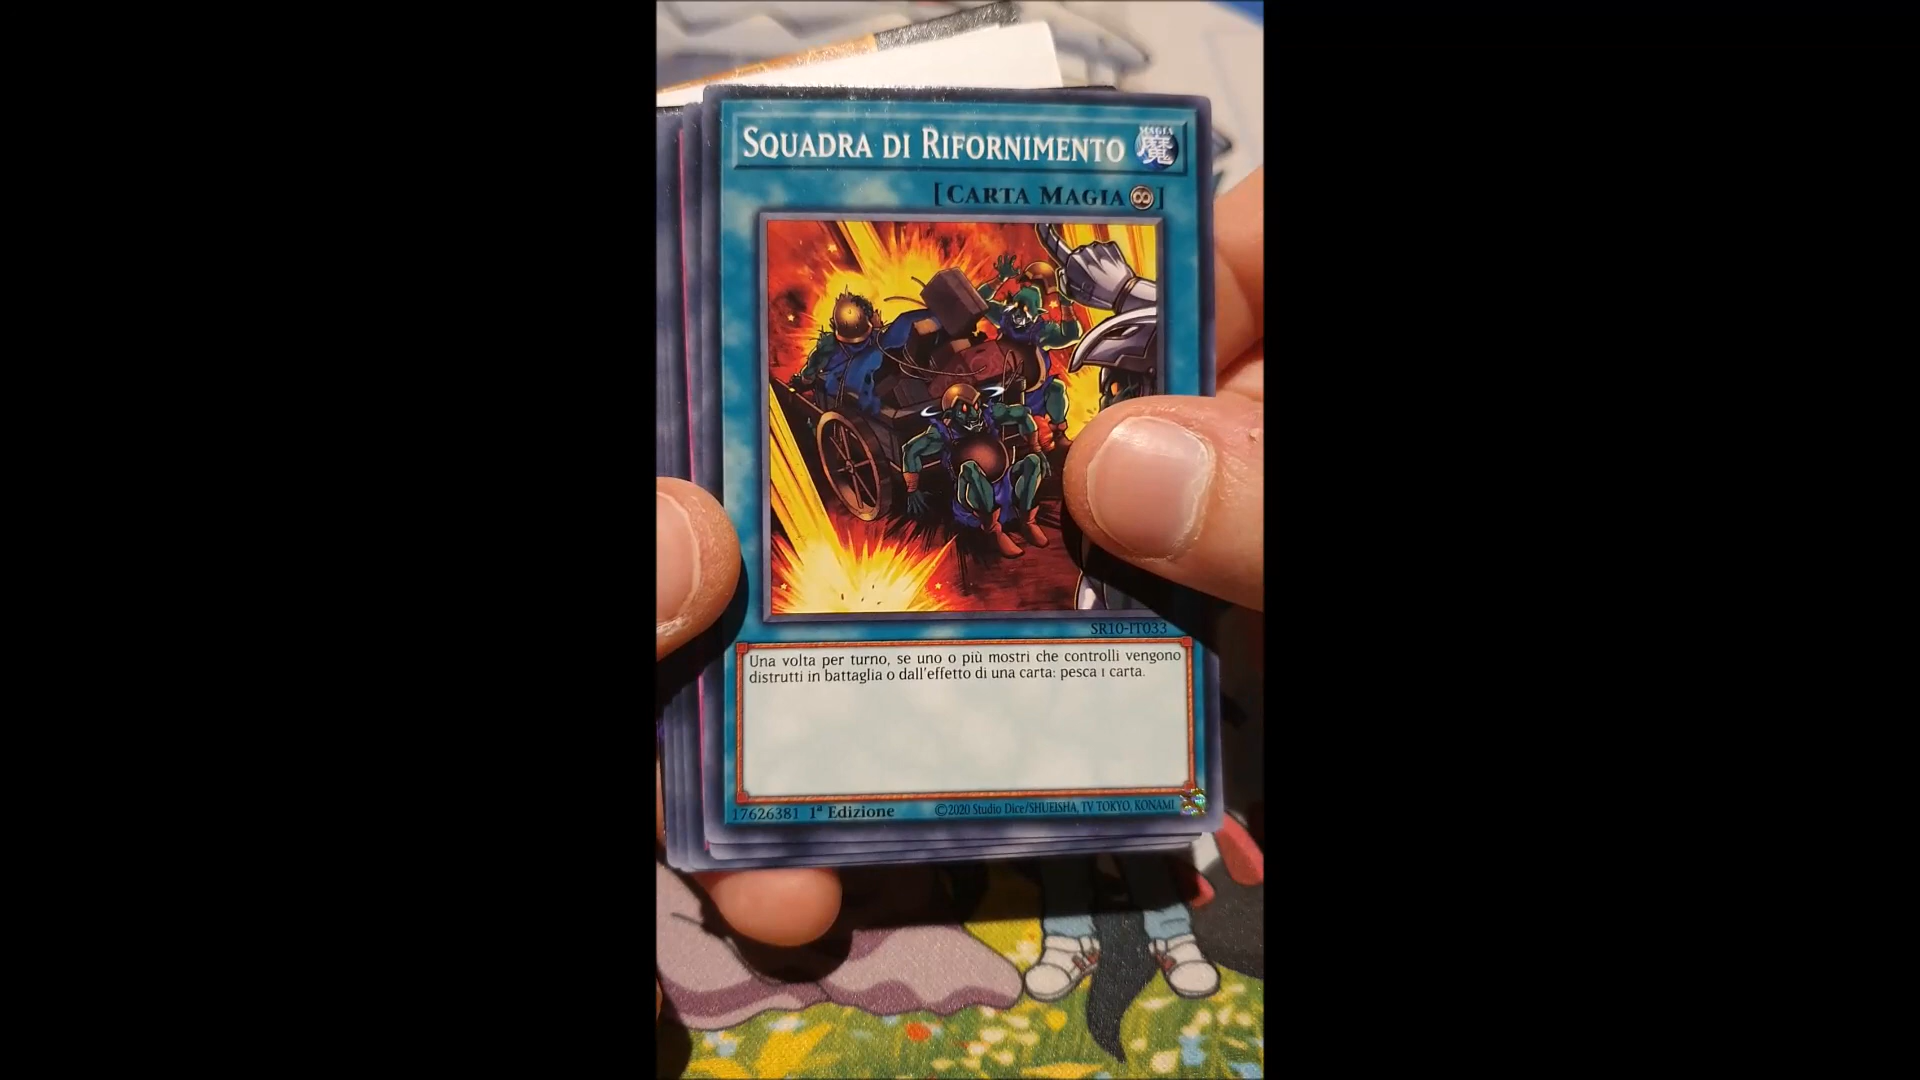 SQUADRA DI RIFORNIMENTO
MAGIA
魔
[CARTA MAGIA]
SR10-IT033
Una volta per turno, se uno o più mostri che controlli vengono
distrutti in battaglia o dall'effetto di una carta: pesca 1 carta.
17626381 1ª Edizione ©2020 Studio Dice/SHUEISHA, TV TOKYO, KONAMI